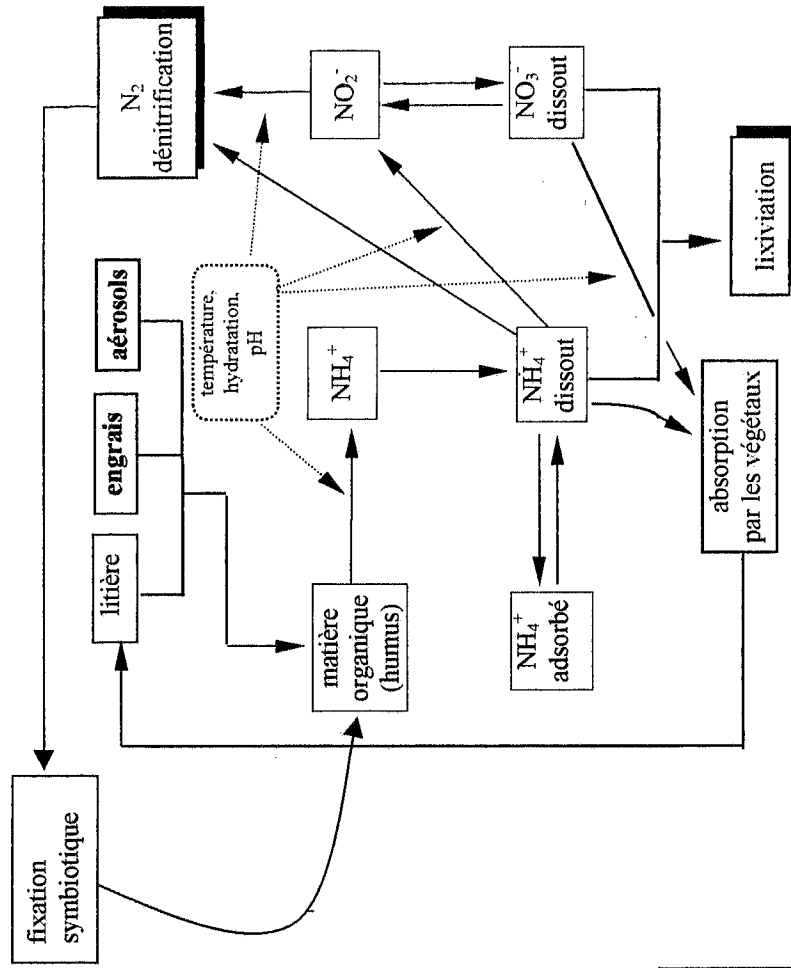 fixation
symbiotique
litière
engrais
aérosols
N₂
dénitrification
température,
hydratation,
pH
matière
organique
(humus)
NH₄⁺
NO₂⁻
NH₄⁺
adsorbé
NH₄⁺
dissout
NO₃⁻
dissout
absorption
par les végétaux
lixiviation